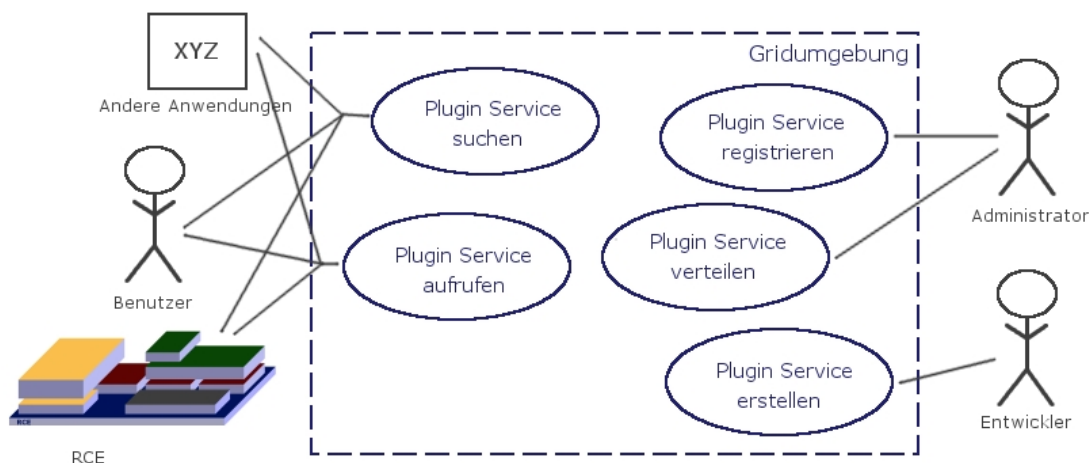 XYZ
Andere Anwendungen
Gridumgebung
Plugin Service
suchen
Plugin Service
registrieren
Administrator
Benutzer
Plugin Service
aufrufen
Plugin Service
verteilen
Plugin Service
erstellen
Entwickler
RCE
RCE